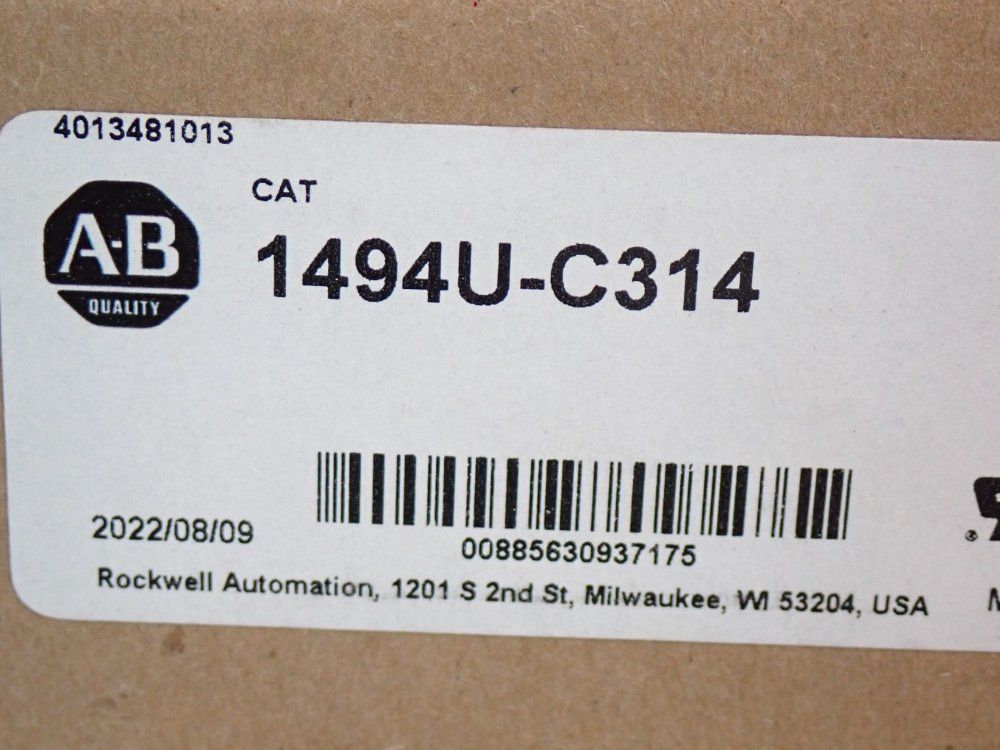 4013481013
CAT
A-B
QUALITY
1494U-C314
2022/08/09
00885630937175
Rockwell Automation, 1201 S 2nd St, Milwaukee, WI 53204, USA
®